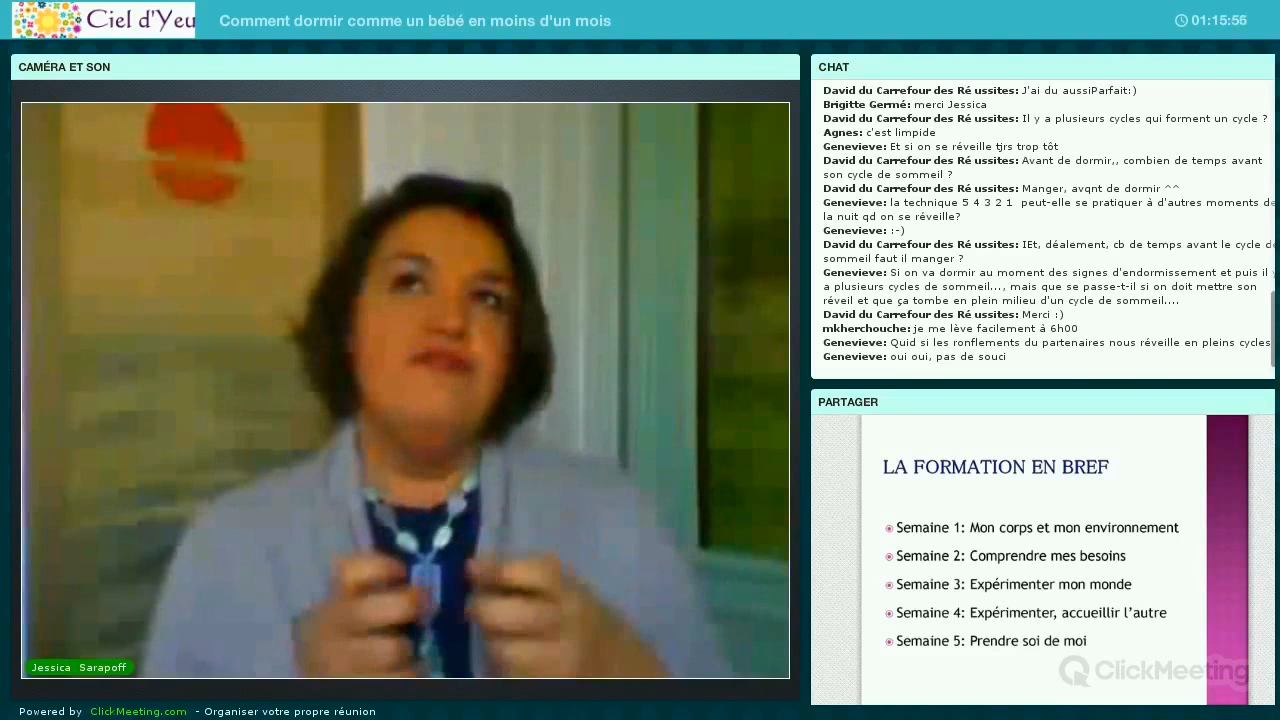 Ciel d'Yeu
Comment dormir comme un bébé en moins d'un mois
01:15:56
CAMÉRA ET SON
Jessica Sarapoff
Powered by ClickMeeting.com - Organiser votre propre réunion
CHAT
David du Carrefour des Ré ussites: J'ai du aussiParfait:)
Brigitte Germé: merci Jessica
David du Carrefour des Ré ussites: Il y a plusieurs cycles qui forment un cycle ?
Agnes: c'est limpide
Genevieve: Et si on se réveille tjrs trop tôt
David du Carrefour des Ré ussites: Avant de dormir,, combien de temps avant
son cycle de sommeil ?
David du Carrefour des Ré ussites: Manger, avqnt de dormir ^^
Genevieve: la technique 5 4 3 2 1 peut-elle se pratiquer à d'autres moments de
la nuit qd on se réveille?
Genevieve: :-)
David du Carrefour des Ré ussites: IEt, déalement, cb de temps avant le cycle de
sommeil faut il manger ?
Genevieve: Si on va dormir au moment des signes d'endormissement et puis il y
a plusieurs cycles de sommeil..., mais que se passe-t-il si on doit mettre son
réveil et que ça tombe en plein milieu d'un cycle de sommeil....
David du Carrefour des Ré ussites: Merci :)
mkherchouche: je me lève facilement à 6h00
Genevieve: Quid si les ronflements du partenaires nous réveille en pleins cycles
Genevieve: oui oui, pas de souci
PARTAGER
LA FORMATION EN BREF
Semaine 1: Mon corps et mon environnement
Semaine 2: Comprendre mes besoins
Semaine 3: Expérimenter mon monde
Semaine 4: Expérimenter, accueillir l'autre
Semaine 5: Prendre soi de moi
ClickMeeting